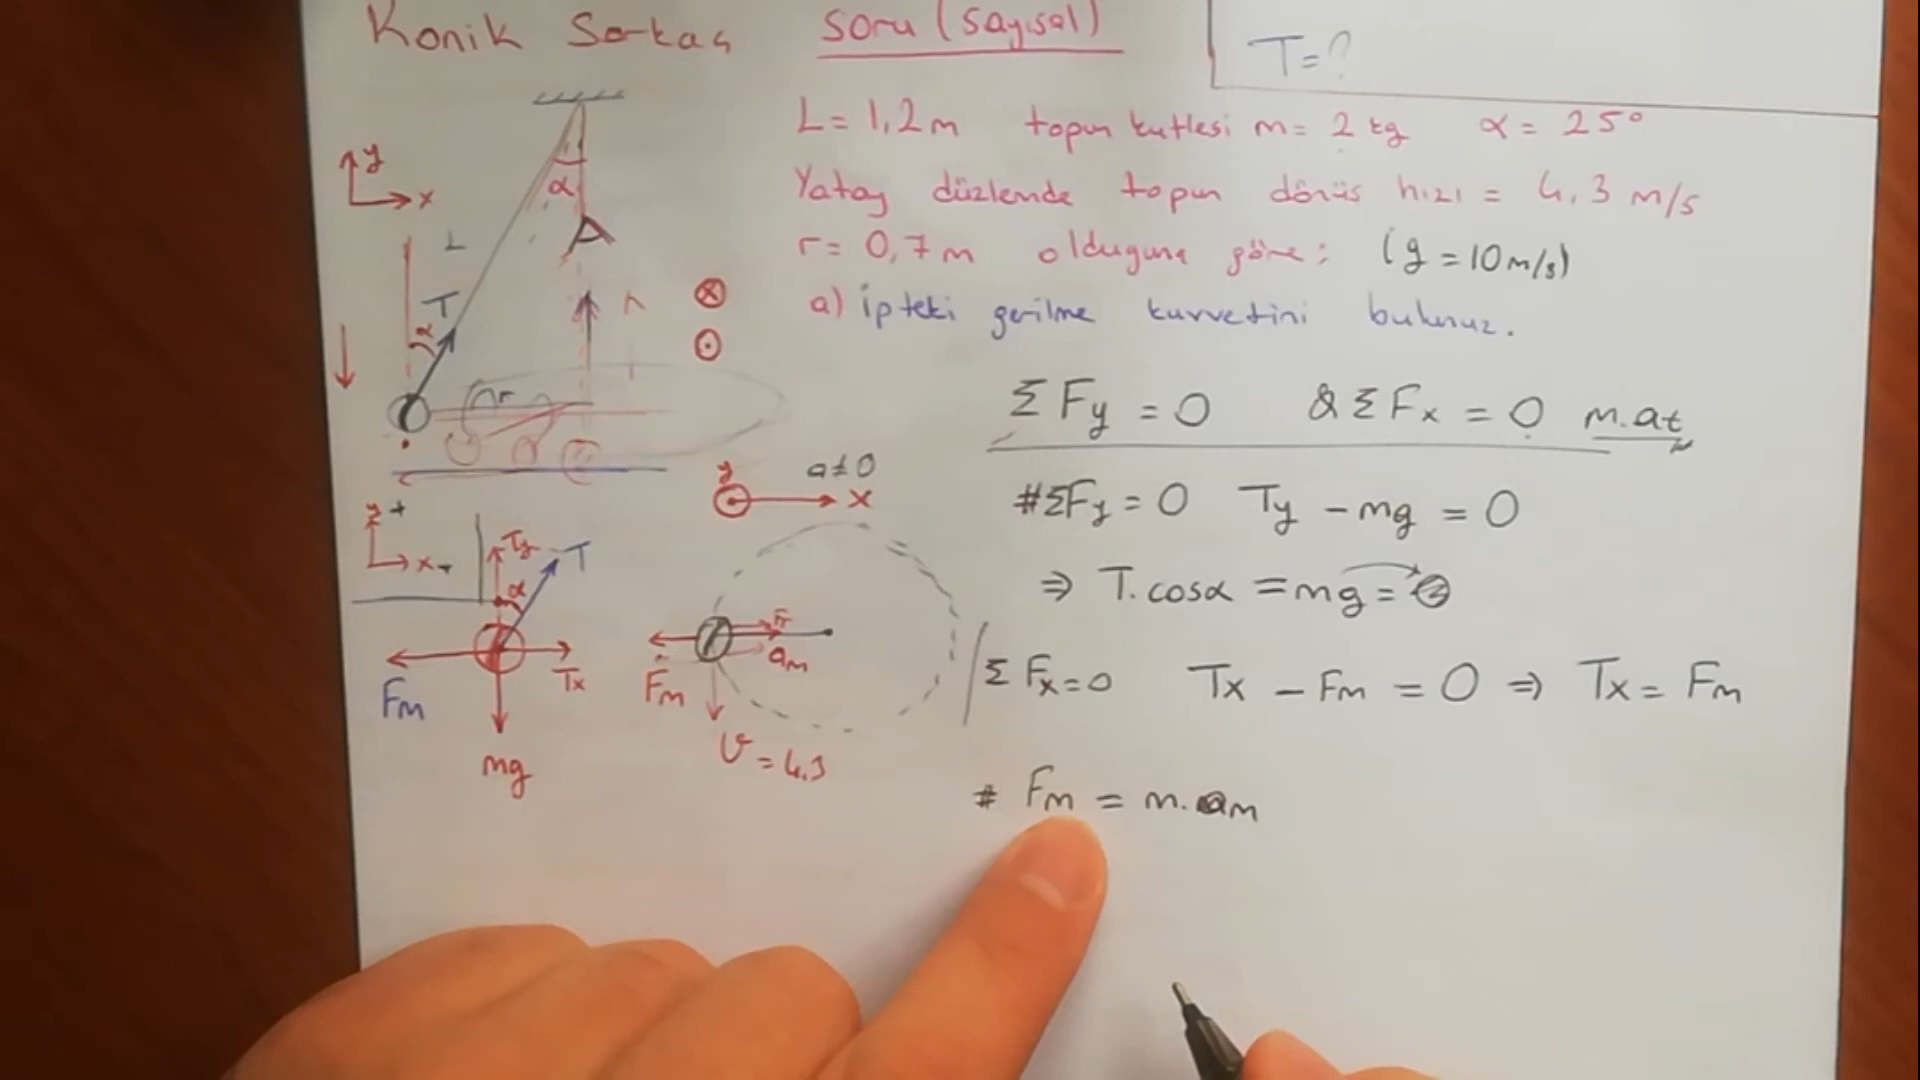 Konik Sarkaç Soru (Sayısal)
T=?
L= 1,2 m topun kütlesi m= 2 kg α = 25°
Yatay düzlemde topun dönüş hızı = 4,3 m/s
r= 0,7 m olduğuna göre: (g = 10 m/s)
a) ipteki gerilme kuvvetini bulunuz.
y
x
α
A
L
T
α
h
r
ΣFy = 0 & ΣFx = 0 m.at
y a≠0
x
#ΣFy = 0 Ty - mg = 0
⇒ T.cosα = mg =
+
x+
Ty
T
α
Fm
Tx
mg
am
Fm
V = 4.3
ΣFx=0 Tx - Fm = 0 ⇒ Tx = Fm
# Fm = m.am